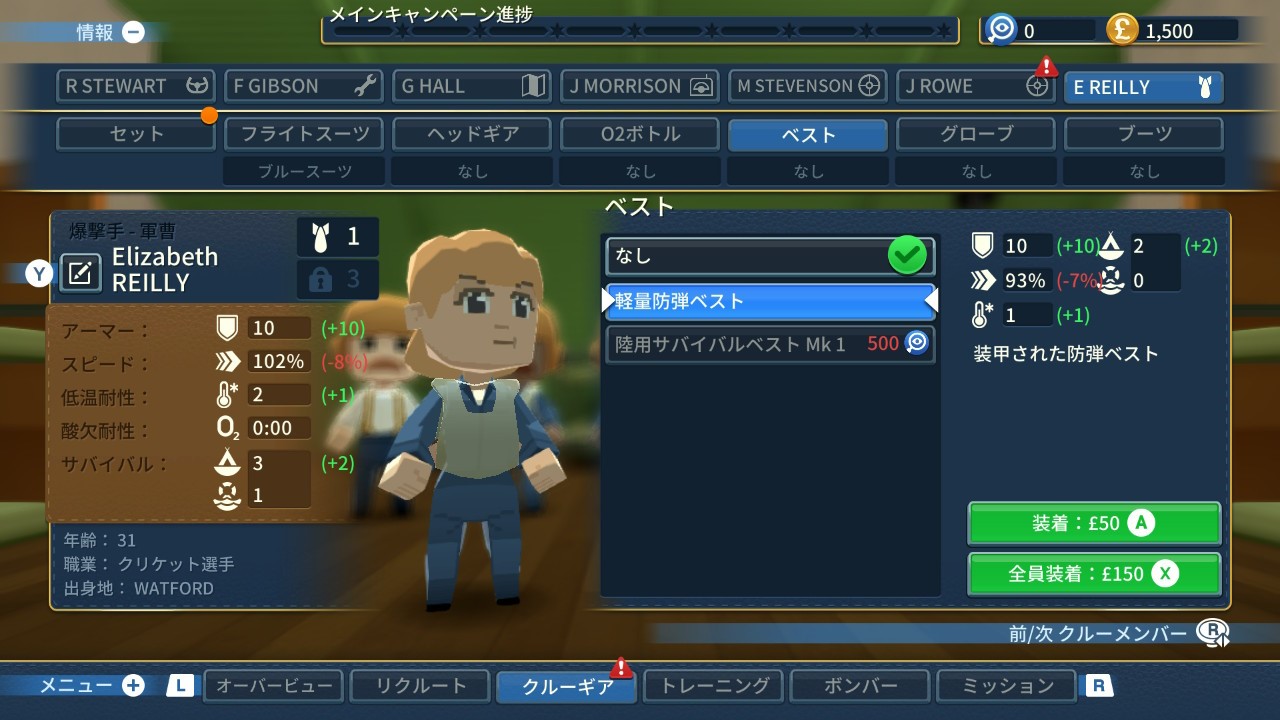 メインキャンペーン進捗
情報
0
1,500
R STEWART
F GIBSON
G HALL
J MORRISON
M STEVENSON
J ROWE
E REILLY
セット
フライトスーツ
ヘッドギア
O2ボトル
ベスト
グローブ
ブーツ
ブルースーツ
なし
なし
なし
なし
なし
爆撃手 - 軍曹
Elizabeth
REILLY
Y
1
3
アーマー： 10 (+10)
スピード： 102% (-8%)
低温耐性： 2 (+1)
酸欠耐性： O2 0:00
サバイバル： 3 (+2)
1
年齢： 31
職業： クリケット選手
出身地： WATFORD
ベスト
なし
軽量防弾ベスト
陸用サバイバルベスト Mk 1 500
10 (+10) 2 (+2)
93% (-7%) 0
1 (+1)
装甲された防弾ベスト
装着：£50 A
全員装着：£150 X
前/次 クルーメンバー R
メニュー
L
オーバービュー
リクルート
クルーギア
トレーニング
ボンバー
ミッション
R